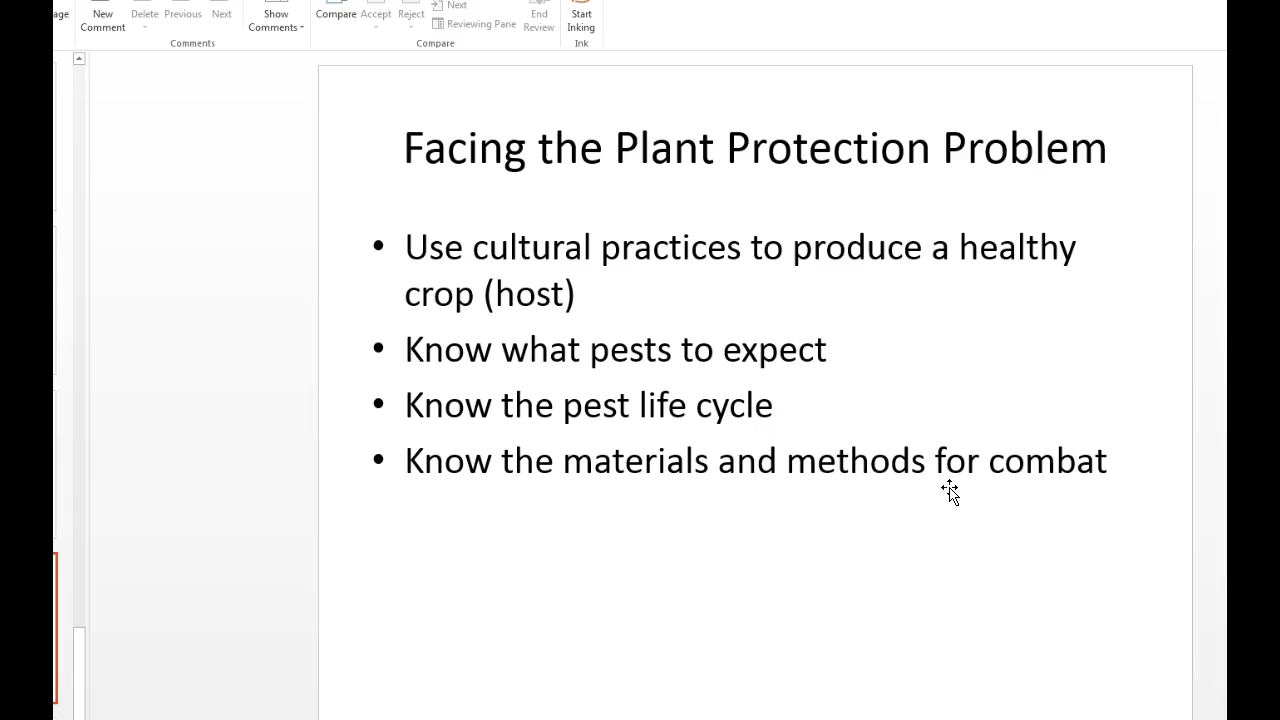 age
New
Comment
Delete
Previous
Next
Show
Comments
Comments
Compare
Accept
Reject
Next
Reviewing Pane
Compare
End
Review
Start
Inking
Ink
Facing the Plant Protection Problem
• Use cultural practices to produce a healthy
crop (host)
• Know what pests to expect
• Know the pest life cycle
• Know the materials and methods for combat